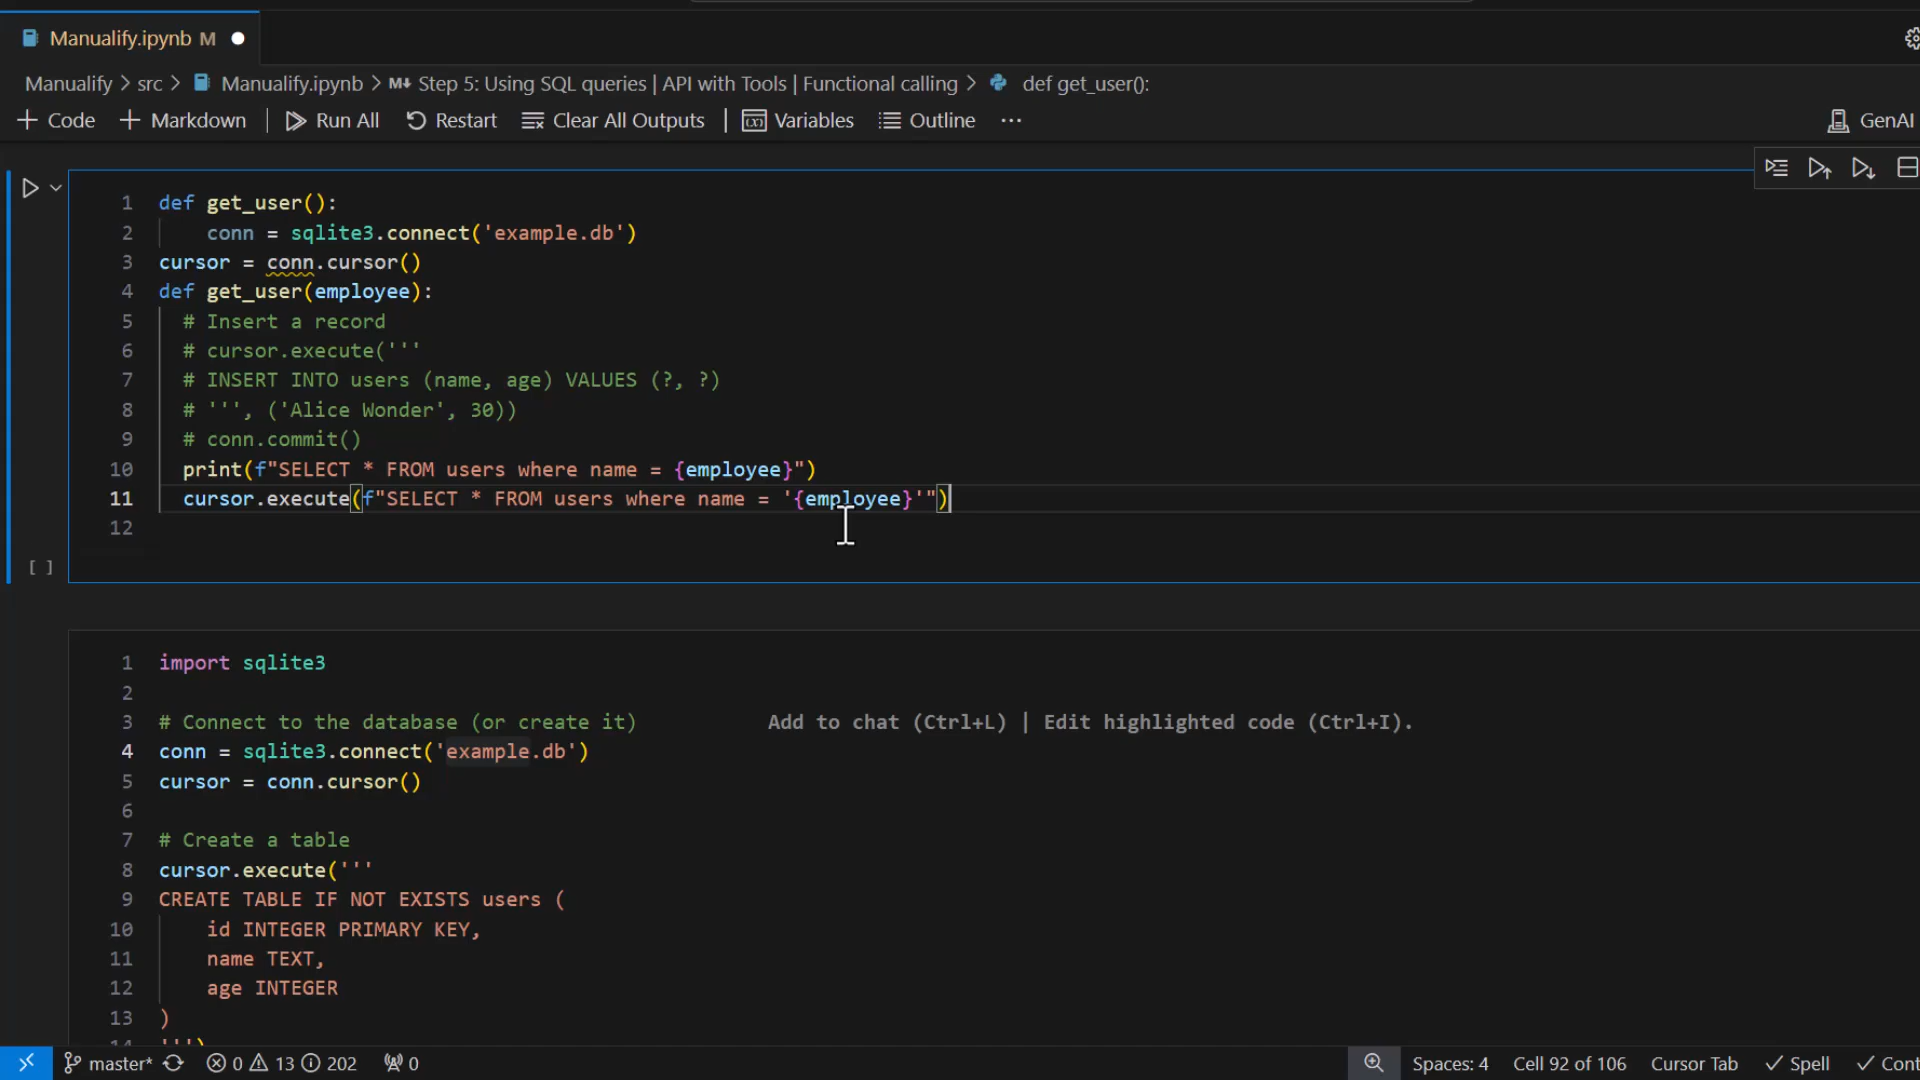 Manualify.ipynb M
Manualify > src > Manualify.ipynb > M↓ Step 5: Using SQL queries | API with Tools | Functional calling > def get_user():
+ Code + Markdown | Run All Restart Clear All Outputs | Variables Outline ···
GenAI
1 def get_user():
2     conn = sqlite3.connect('example.db')
3 cursor = conn.cursor()
4 def get_user(employee):
5   # Insert a record
6   # cursor.execute('''
7   # INSERT INTO users (name, age) VALUES (?, ?)
8   # ''', ('Alice Wonder', 30))
9   # conn.commit()
10   print(f"SELECT * FROM users where name = {employee}")
11   cursor.execute(f"SELECT * FROM users where name = '{employee}'")
12
[ ]
1 import sqlite3
2
3 # Connect to the database (or create it) Add to chat (Ctrl+L) | Edit highlighted code (Ctrl+I).
4 conn = sqlite3.connect('example.db')
5 cursor = conn.cursor()
6
7 # Create a table
8 cursor.execute('''
9 CREATE TABLE IF NOT EXISTS users (
10     id INTEGER PRIMARY KEY,
11     name TEXT,
12     age INTEGER
13 )
14 ''')
master* 0 13 202 0 Spaces: 4 Cell 92 of 106 Cursor Tab Spell Cont